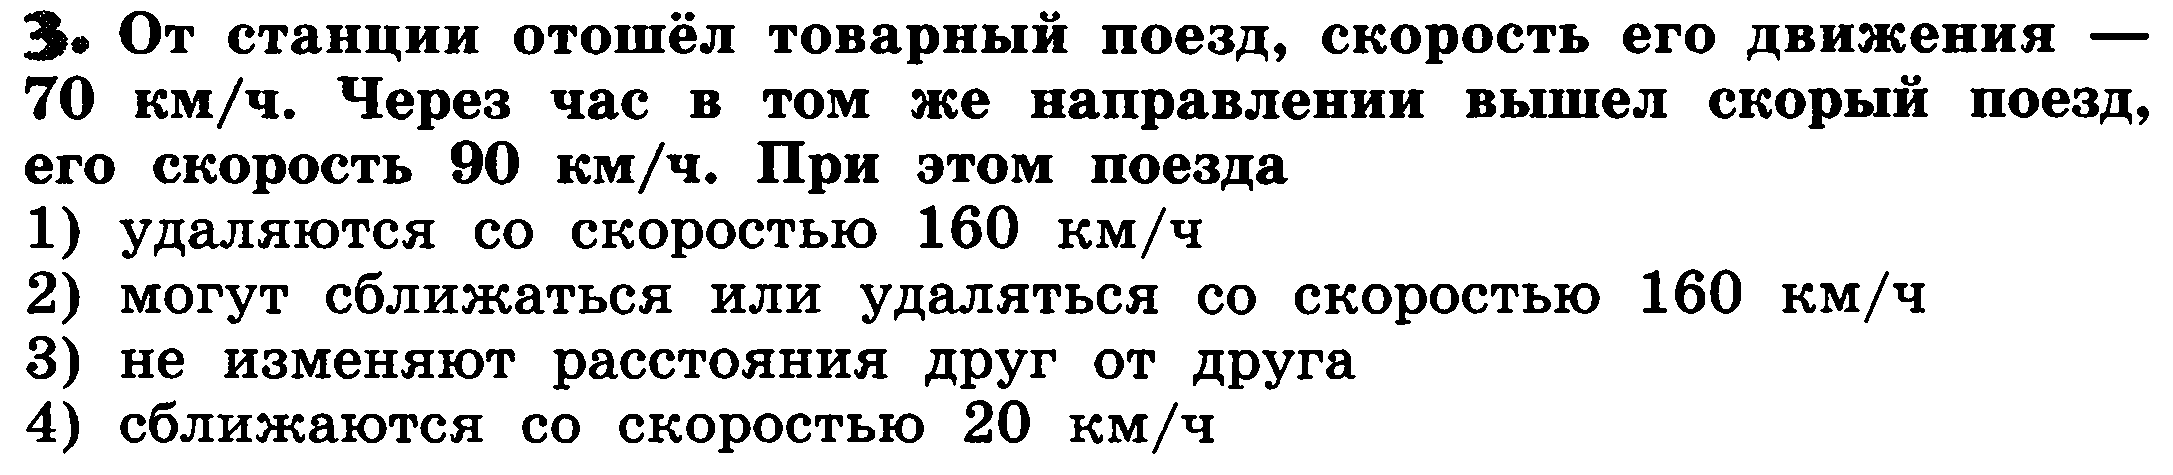 3. От станции отошёл товарный поезд, скорость его движения —
70 км/ч. Через час в том же направлении вышел скорый поезд,
его скорость 90 км/ч. При этом поезда
1) удаляются со скоростью 160 км/ч
2) могут сближаться или удаляться со скоростью 160 км/ч
3) не изменяют расстояния друг от друга
4) сближаются со скоростью 20 км/ч